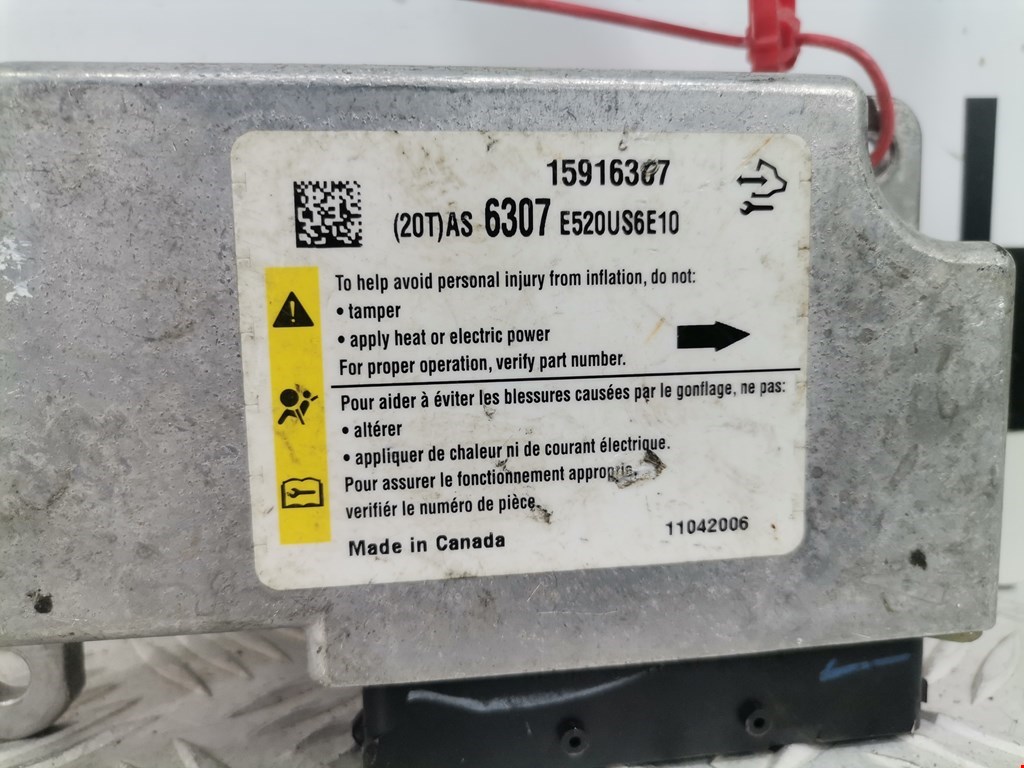 15916307
(20T)AS 6307 E520US6E10
To help avoid personal injury from inflation, do not:
• tamper
• apply heat or electric power
For proper operation, verify part number.
Pour aider à éviter les blessures causées par le gonflage, ne pas:
• altérer
• appliquer de chaleur ni de courant électrique.
Pour assurer le fonctionnement approprié,
verifiér le numéro de pièce.
Made in Canada
11042006